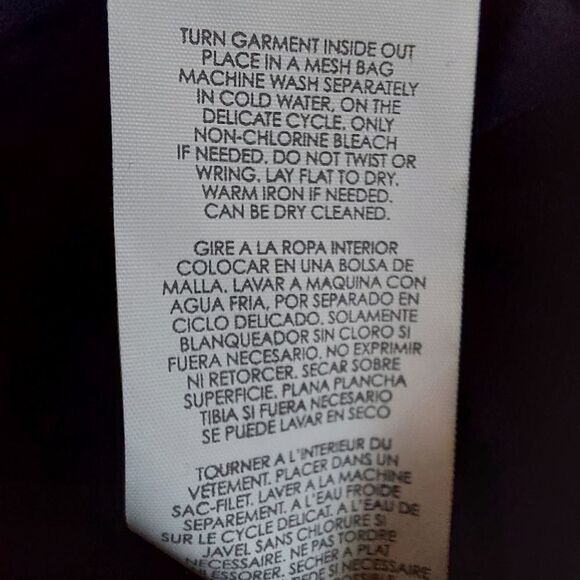 TURN GARMENT INSIDE OUT
PLACE IN A MESH BAG
MACHINE WASH SEPARATELY
IN COLD WATER, ON THE
DELICATE CYCLE. ONLY
NON-CHLORINE BLEACH
IF NEEDED. DO NOT TWIST OR
WRING. LAY FLAT TO DRY.
WARM IRON IF NEEDED.
CAN BE DRY CLEANED.
GIRE A LA ROPA INTERIOR
COLOCAR EN UNA BOLSA DE
MALLA. LAVAR A MAQUINA CON
AGUA FRIA, POR SEPARADO EN
CICLO DELICADO. SOLAMENTE
BLANQUEADOR SIN CLORO SI
FUERA NECESARIO. NO EXPRIMIR
NI RETORCER. SECAR SOBRE
SUPERFICIE. PLANA PLANCHA
TIBIA SI FUERA NECESARIO
SE PUEDE LAVAR EN SECO
TOURNER A L'INTERIEUR DU
VÉTEMENT. PLACER DANS UN
SAC-FILET. LAVER A LA MACHINE
SEPAREMENT. A L'EAU FROIDE
SUR LE CYCLE DELICAT. A L'EAU DE
JAVEL SANS CHLORURE SI
NECESSAIRE. NE PAS TORDRE
ESSORER. SECHER A PLAT
SI NECESSAIRE